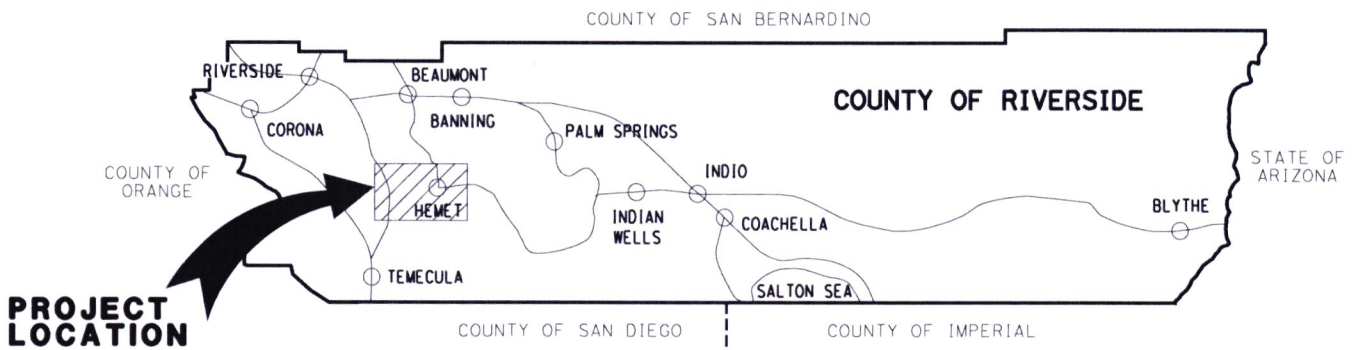 COUNTY OF SAN BERNARDINO
RIVERSIDE
BEAUMONT
COUNTY OF RIVERSIDE
CORONA
BANNING
PALM SPRINGS
COUNTY OF
ORANGE
STATE OF
ARIZONA
INDIO
HEMET
INDIAN
WELLS
COACHELLA
BLYTHE
TEMECULA
SALTON SEA
PROJECT
LOCATION
COUNTY OF SAN DIEGO
COUNTY OF IMPERIAL